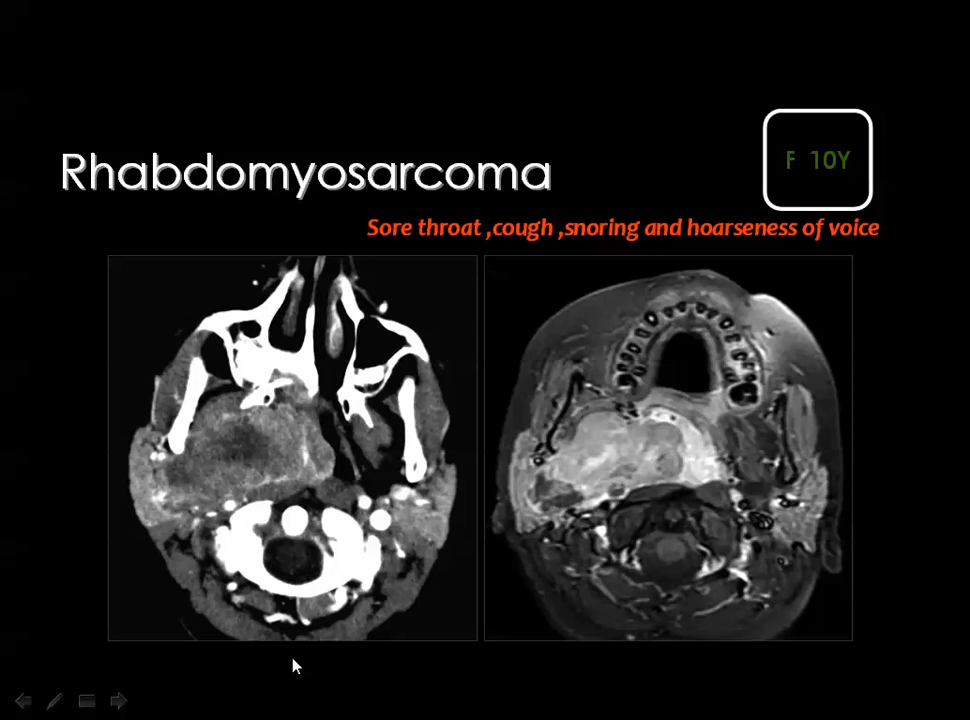 Rhabdomyosarcoma
F 10Y
Sore throat ,cough ,snoring and hoarseness of voice